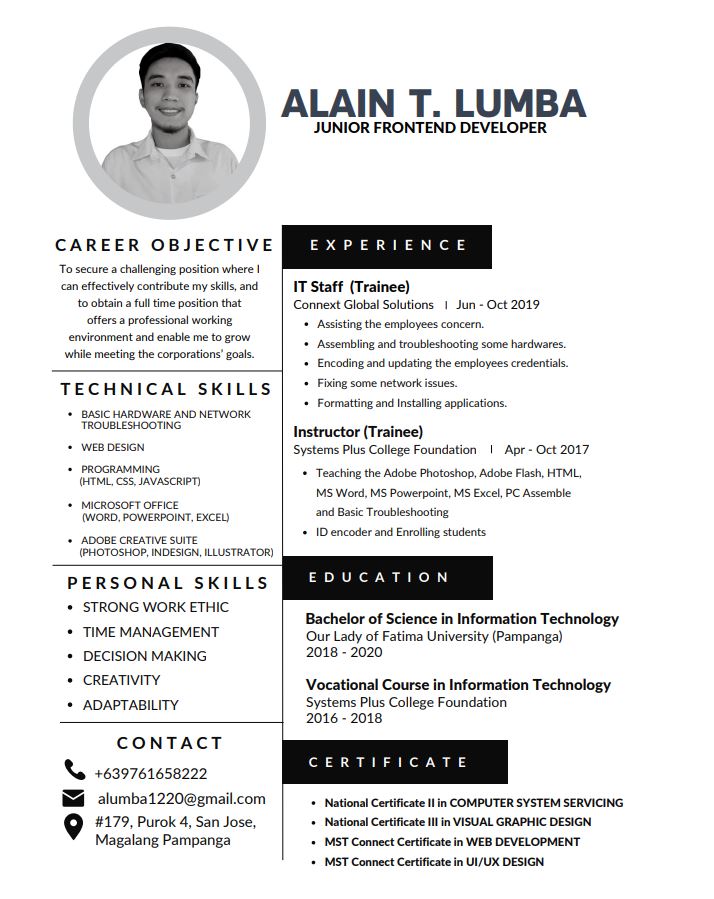 ALAIN T. LUMBA
JUNIOR FRONTEND DEVELOPER
CAREER OBJECTIVE
To secure a challenging position where I
can effectively contribute my skills, and
to obtain a full time position that
offers a professional working
environment and enable me to grow
while meeting the corporations' goals.
TECHNICAL SKILLS
• BASIC HARDWARE AND NETWORK
TROUBLESHOOTING
• WEB DESIGN
• PROGRAMMING
(HTML, CSS, JAVASCRIPT)
• MICROSOFT OFFICE
(WORD, POWERPOINT, EXCEL)
• ADOBE CREATIVE SUITE
(PHOTOSHOP, INDESIGN, ILLUSTRATOR)
PERSONAL SKILLS
• STRONG WORK ETHIC
• TIME MANAGEMENT
• DECISION MAKING
• CREATIVITY
• ADAPTABILITY
CONTACT
+639761658222
alumba1220@gmail.com
#179, Purok 4, San Jose,
Magalang Pampanga
EXPERIENCE
IT Staff (Trainee)
Connext Global Solutions | Jun - Oct 2019
• Assisting the employees concern.
• Assembling and troubleshooting some hardwares.
• Encoding and updating the employees credentials.
• Fixing some network issues.
• Formatting and Installing applications.
Instructor (Trainee)
Systems Plus College Foundation | Apr - Oct 2017
• Teaching the Adobe Photoshop, Adobe Flash, HTML,
MS Word, MS Powerpoint, MS Excel, PC Assemble
and Basic Troubleshooting
• ID encoder and Enrolling students
EDUCATION
Bachelor of Science in Information Technology
Our Lady of Fatima University (Pampanga)
2018 - 2020
Vocational Course in Information Technology
Systems Plus College Foundation
2016 - 2018
CERTIFICATE
• National Certificate II in COMPUTER SYSTEM SERVICING
• National Certificate III in VISUAL GRAPHIC DESIGN
• MST Connect Certificate in WEB DEVELOPMENT
• MST Connect Certificate in UI/UX DESIGN